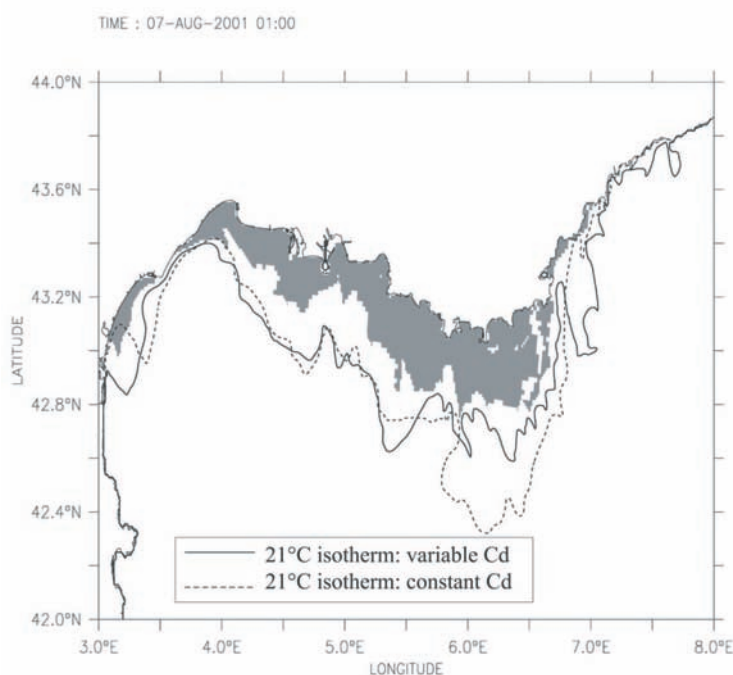 TIME : 07-AUG-2001 01:00
44.0°N
43.6°N
43.2°N
42.8°N
42.4°N
42.0°N
LATITUDE
21°C isotherm: variable Cd
21°C isotherm: constant Cd
3.0°E 4.0°E 5.0°E 6.0°E 7.0°E 8.0°E
LONGITUDE